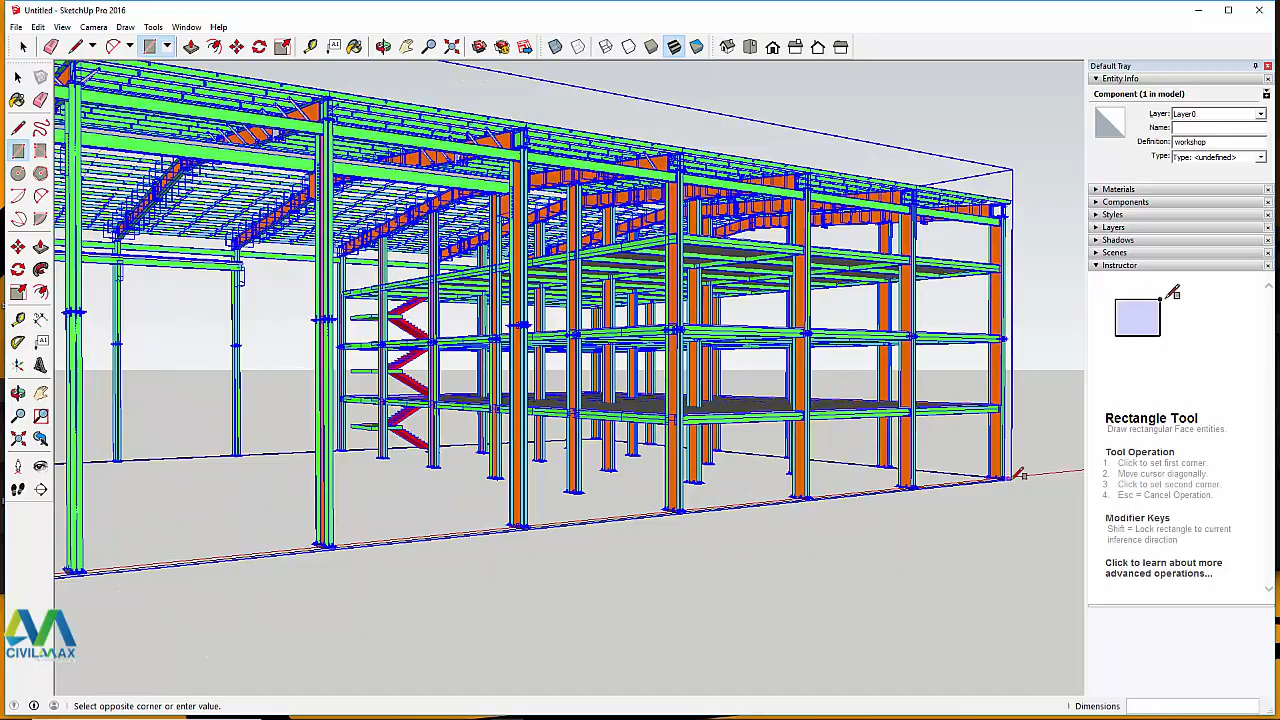 Untitled - SketchUp Pro 2016
File Edit View Camera Draw Tools Window Help
Default Tray
Entity Info
Component (1 in model)
Layer: Layer0
Name:
Definition: workshop
Type: Type: <undefined>
Materials
Components
Styles
Layers
Shadows
Scenes
Instructor
Rectangle Tool
Draw rectangular Face entities.
Tool Operation
1. Click to set first corner.
2. Move cursor diagonally.
3. Click to set second corner.
4. Esc = Cancel Operation.
Modifier Keys
Shift = Lock rectangle to current
inference direction
Click to learn about more
advanced operations...
CIVILMAX
Select opposite corner or enter value.
Dimensions